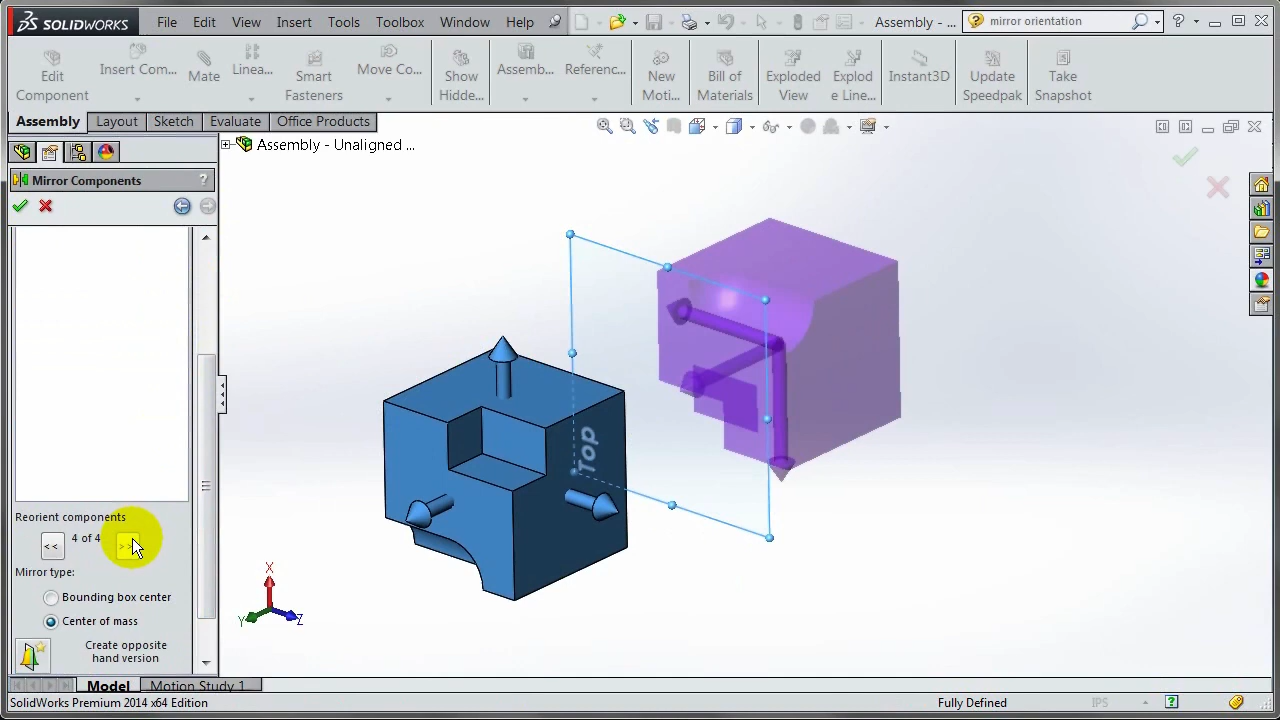 SOLIDWORKS File Edit View Insert Tools Toolbox Window Help Assembly - ... mirror orientation
Edit Component Insert Com... Mate Linea... Smart Fasteners Move Co... Show Hidde... Assemb... Referenc... New Moti... Bill of Materials Exploded View Explod e Line... Instant3D Update Speedpak Take Snapshot
Assembly Layout Sketch Evaluate Office Products
Assembly - Unaligned ...
Mirror Components ?
Top
Reorient components
<< 4 of 4 >>
Mirror type:
Bounding box center
Center of mass
Create opposite
hand version
X
Y Z
Model Motion Study 1
SolidWorks Premium 2014 x64 Edition Fully Defined IPS